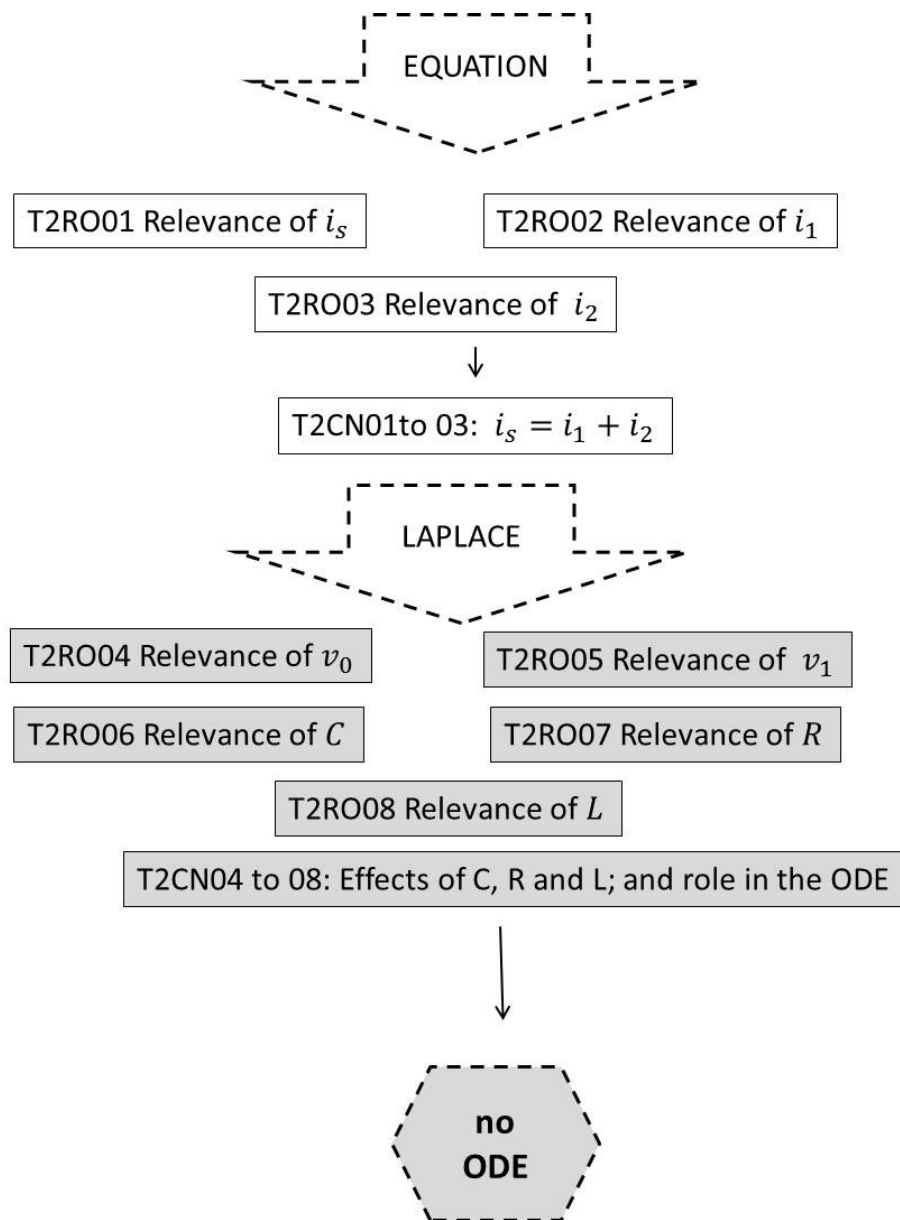 EQUATION
T2RO01 Relevance of $i_s$
T2RO02 Relevance of $i_1$
T2RO03 Relevance of $i_2$
T2CN01to 03: $i_s = i_1 + i_2$
LAPLACE
T2RO04 Relevance of $v_0$
T2RO05 Relevance of $v_1$
T2RO06 Relevance of $C$
T2RO07 Relevance of $R$
T2RO08 Relevance of $L$
T2CN04 to 08: Effects of C, R and L; and role in the ODE
no
ODE